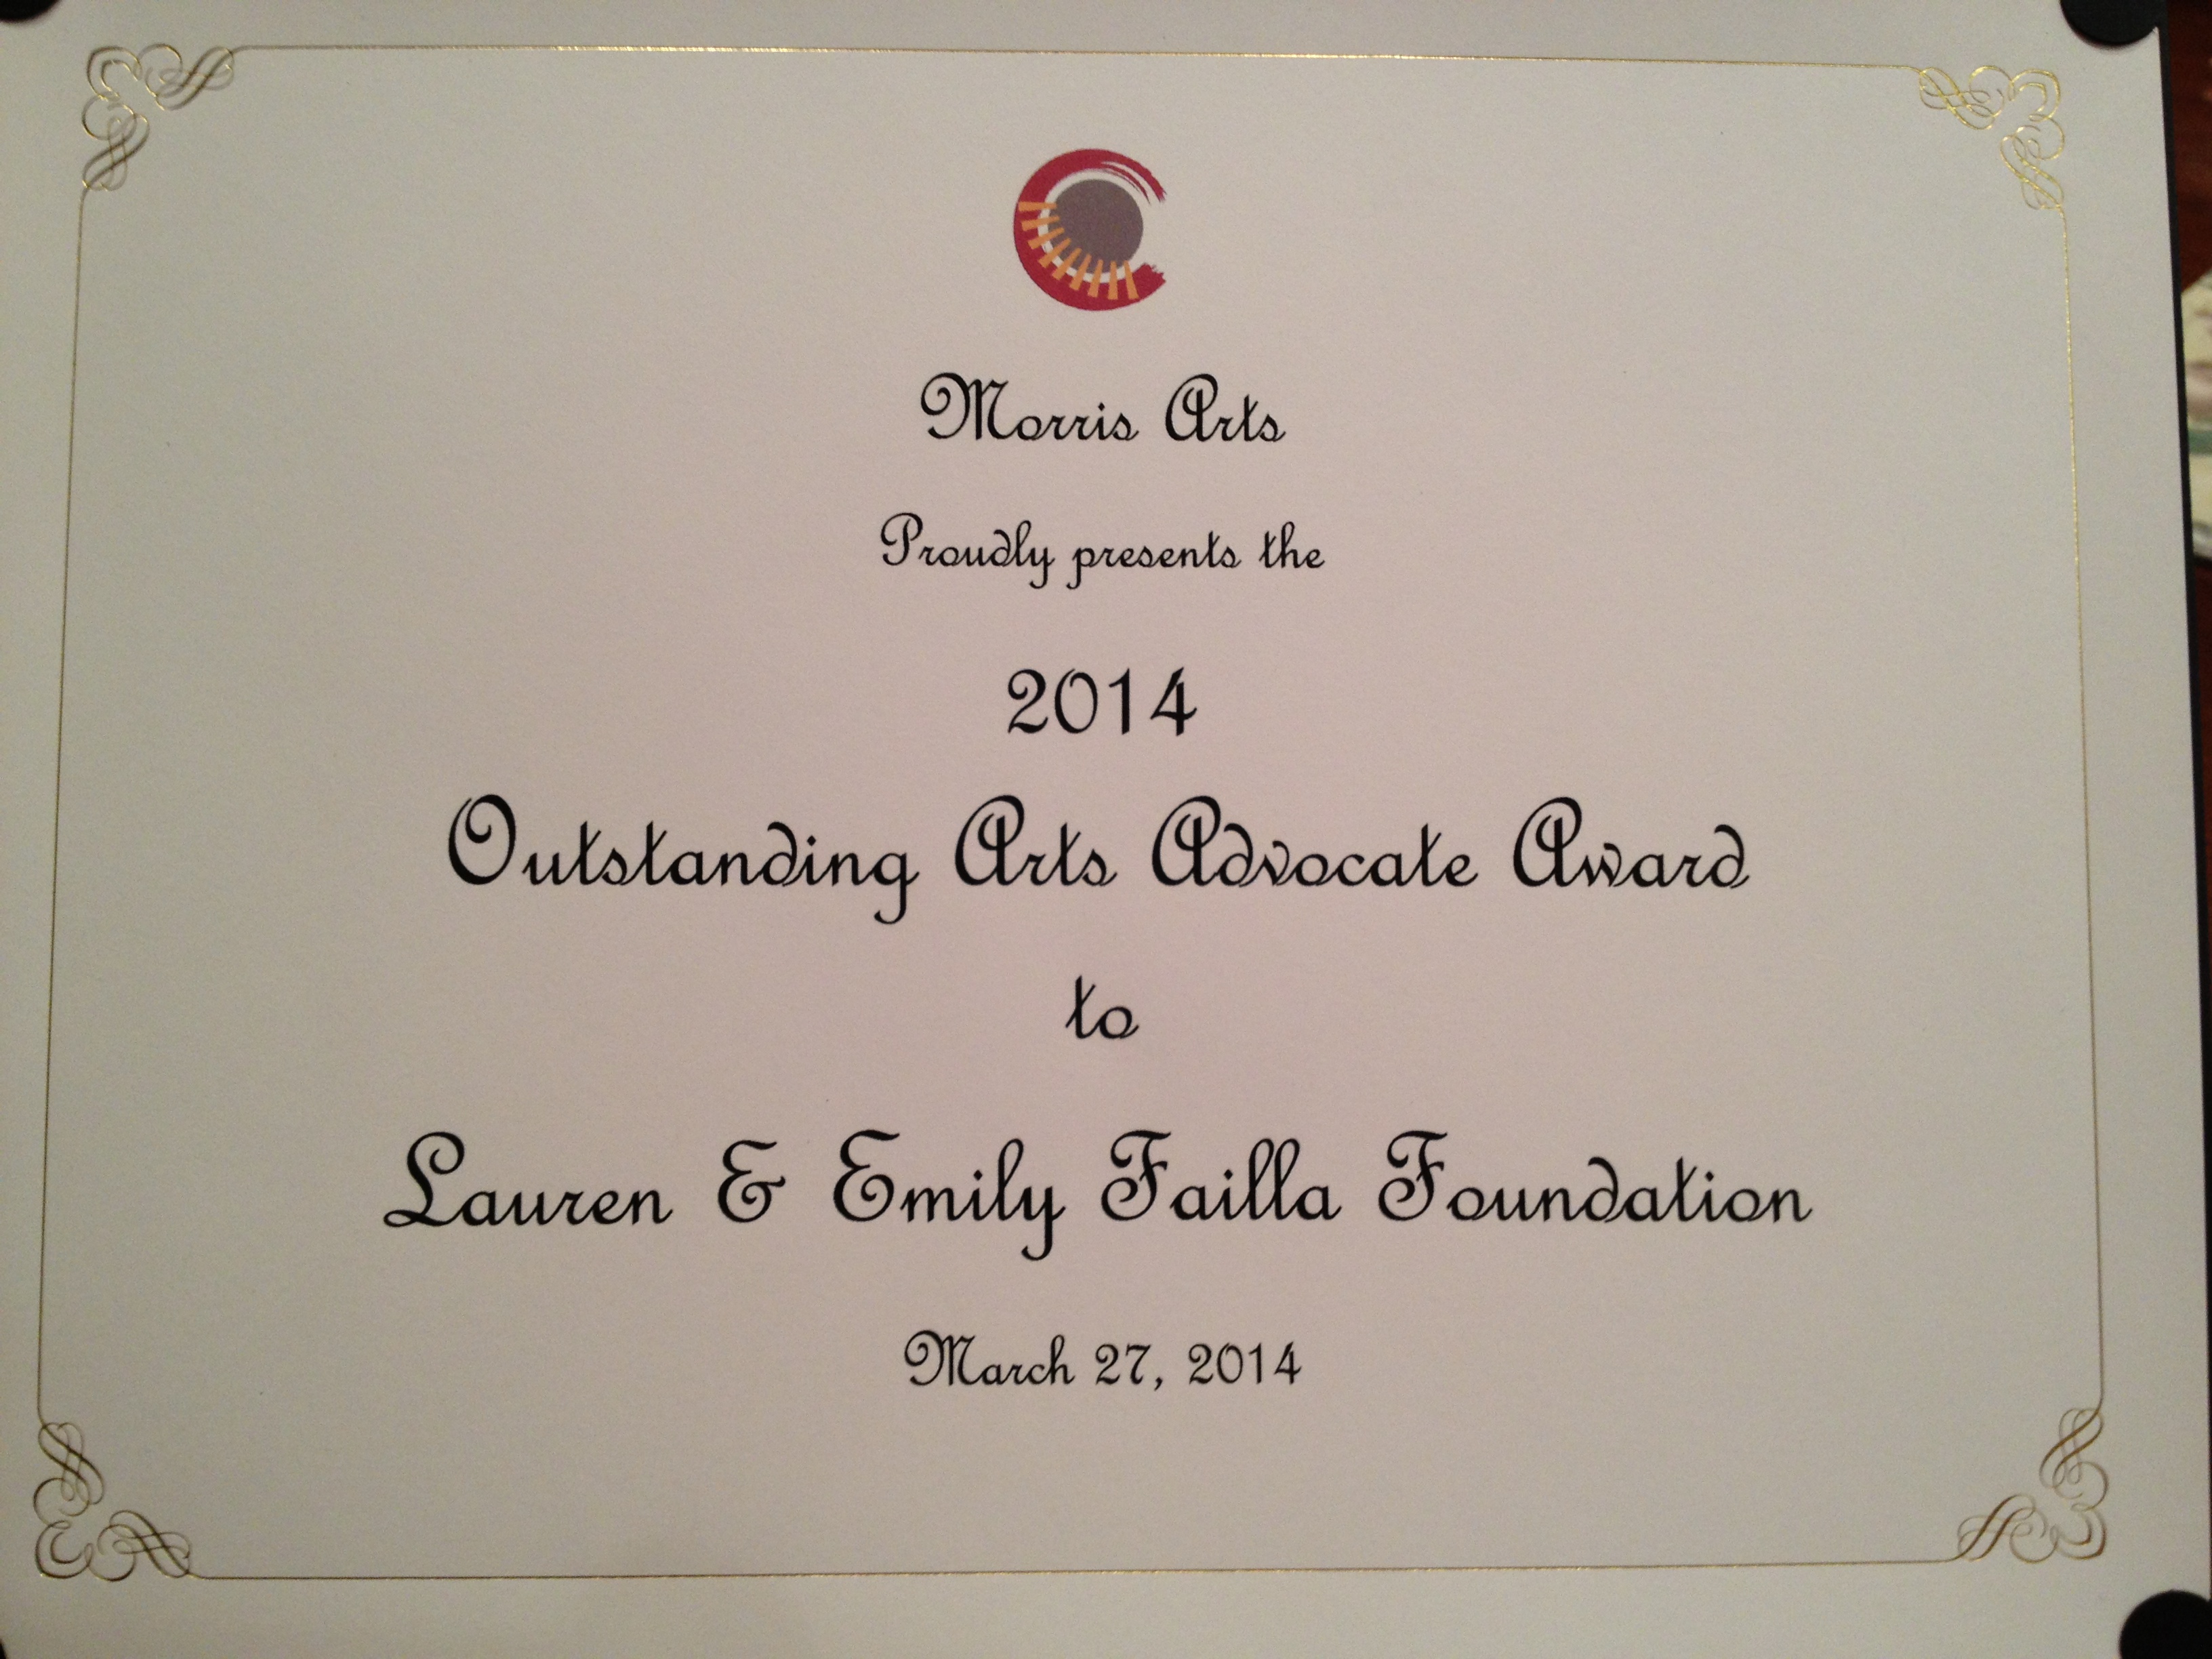 Morris Arts
Proudly presents the
2014
Outstanding Arts Advocate Award
to
Lauren & Emily Failla Foundation
March 27, 2014